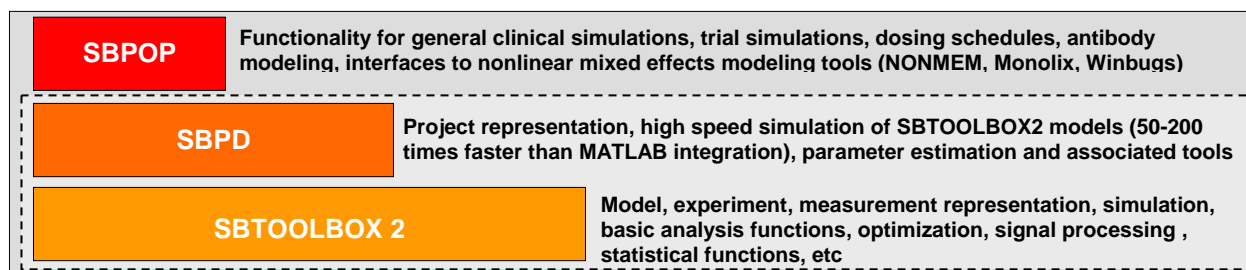 SBPOP
Functionality for general clinical simulations, trial simulations, dosing schedules, antibody
modeling, interfaces to nonlinear mixed effects modeling tools (NONMEM, Monolix, Winbugs)
SBPD
Project representation, high speed simulation of SBTOOLBOX2 models (50-200
times faster than MATLAB integration), parameter estimation and associated tools
SBTOOLBOX 2
Model, experiment, measurement representation, simulation,
basic analysis functions, optimization, signal processing ,
statistical functions, etc